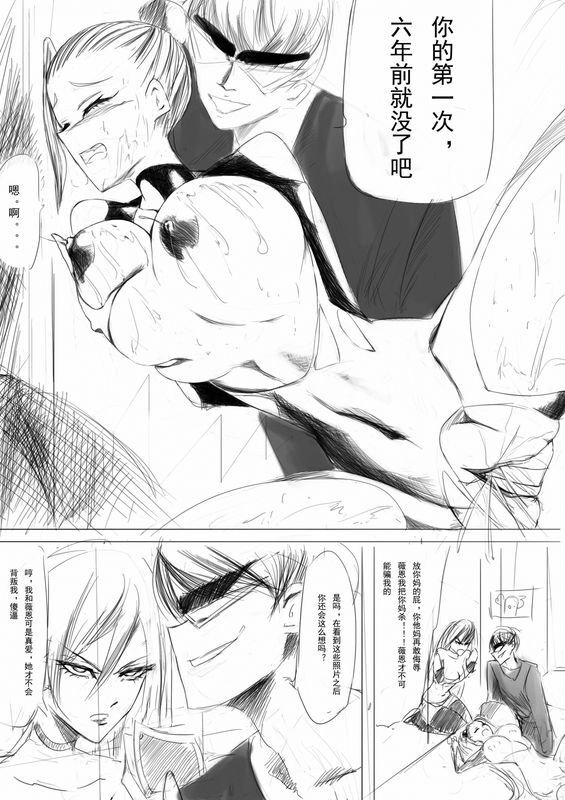 你的第一次，
六年前就没了吧
嗯。啊。。。
放你妈的屁，你他妈再敢侮辱
薇恩我把你妈杀！！！薇恩才不可
能骗我的
是吗，在看到这些照片之后
你还会这么想吗？
哼，我和薇恩可是真爱，她才不会
背叛我，傻逼